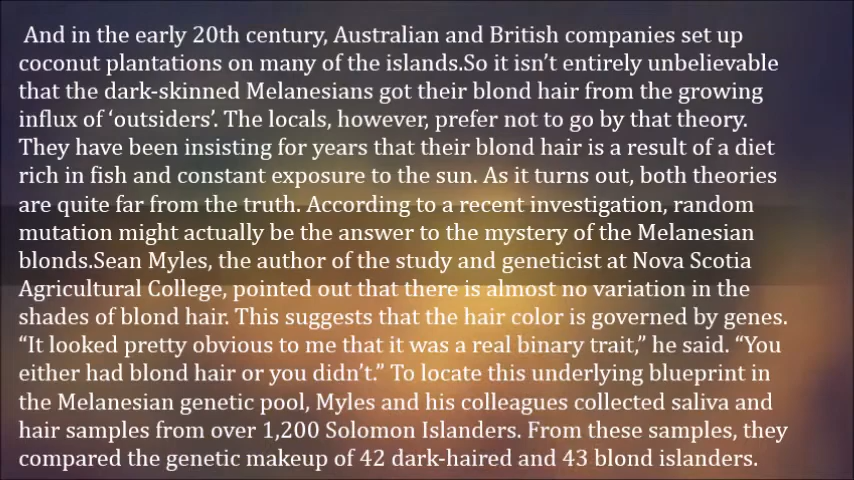 And in the early 20th century, Australian and British companies set up
coconut plantations on many of the islands.So it isn’t entirely unbelievable
that the dark-skinned Melanesians got their blond hair from the growing
influx of ‘outsiders’. The locals, however, prefer not to go by that theory.
They have been insisting for years that their blond hair is a result of a diet
rich in fish and constant exposure to the sun. As it turns out, both theories
are quite far from the truth. According to a recent investigation, random
mutation might actually be the answer to the mystery of the Melanesian
blonds.Sean Myles, the author of the study and geneticist at Nova Scotia
Agricultural College, pointed out that there is almost no variation in the
shades of blond hair. This suggests that the hair color is governed by genes.
“It looked pretty obvious to me that it was a real binary trait,” he said. “You
either had blond hair or you didn’t.” To locate this underlying blueprint in
the Melanesian genetic pool, Myles and his colleagues collected saliva and
hair samples from over 1,200 Solomon Islanders. From these samples, they
compared the genetic makeup of 42 dark-haired and 43 blond islanders.